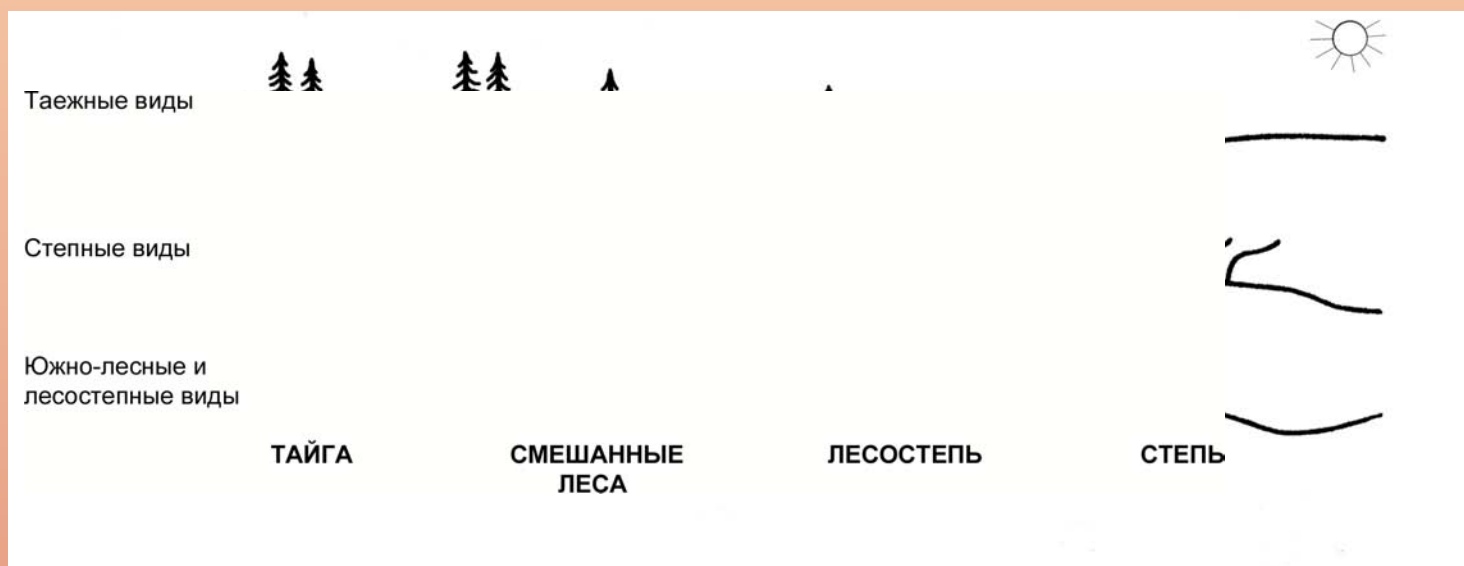 Таежные виды
Степные виды
Южно-лесные и
лесостепные виды
ТАЙГА
СМЕШАННЫЕ
ЛЕСА
ЛЕСОСТЕПЬ
СТЕПЬ